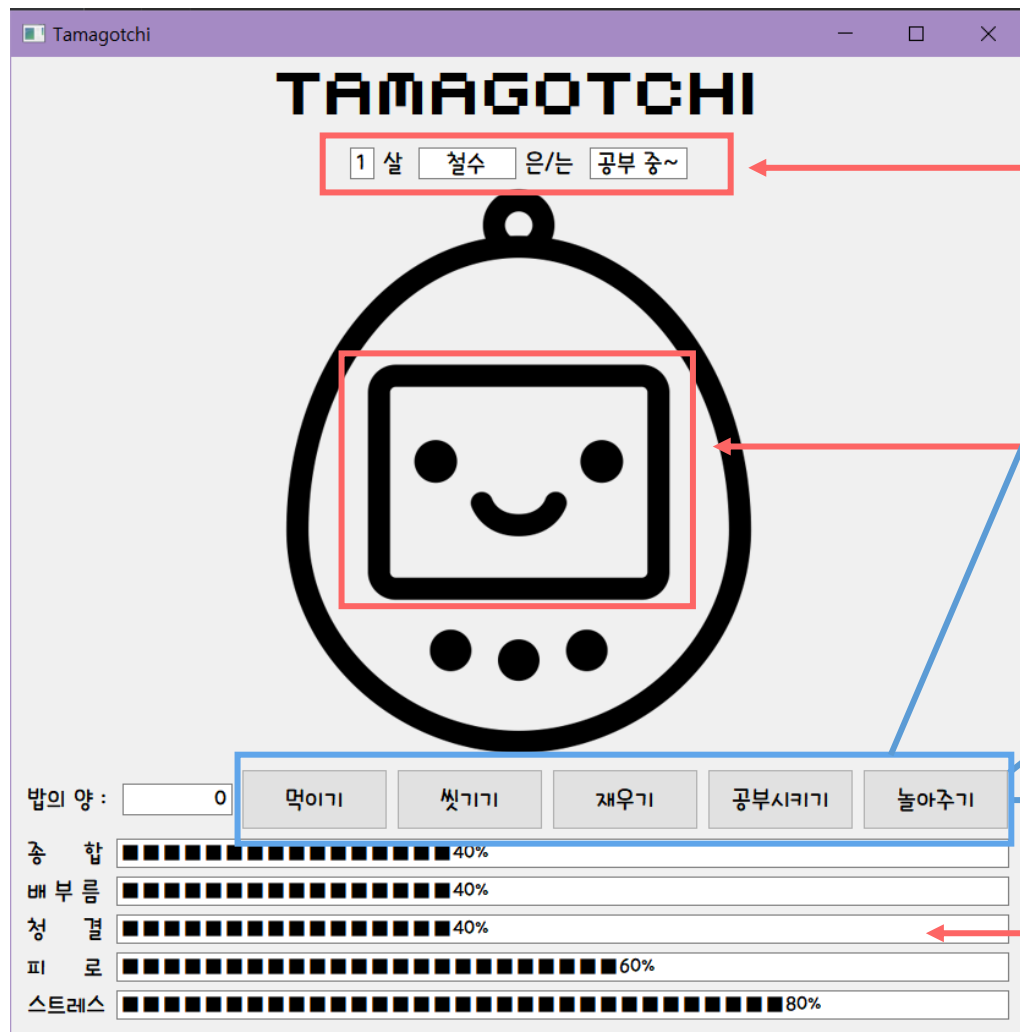 Tamagotchi
TAMAGOTCHI
1 살 철수 은/는 공부 중~
밥의 양 : 0 먹이기 씻기기 재우기 공부시키기 놀아주기
종 합 ■■■■■■■■■■■■■■■■40%
배 부 름 ■■■■■■■■■■■■■■■■40%
청 결 ■■■■■■■■■■■■■■■■40%
피 로 ■■■■■■■■■■■■■■■■■■■■■■■■60%
스트레스 ■■■■■■■■■■■■■■■■■■■■■■■■■■■■■■■■80%